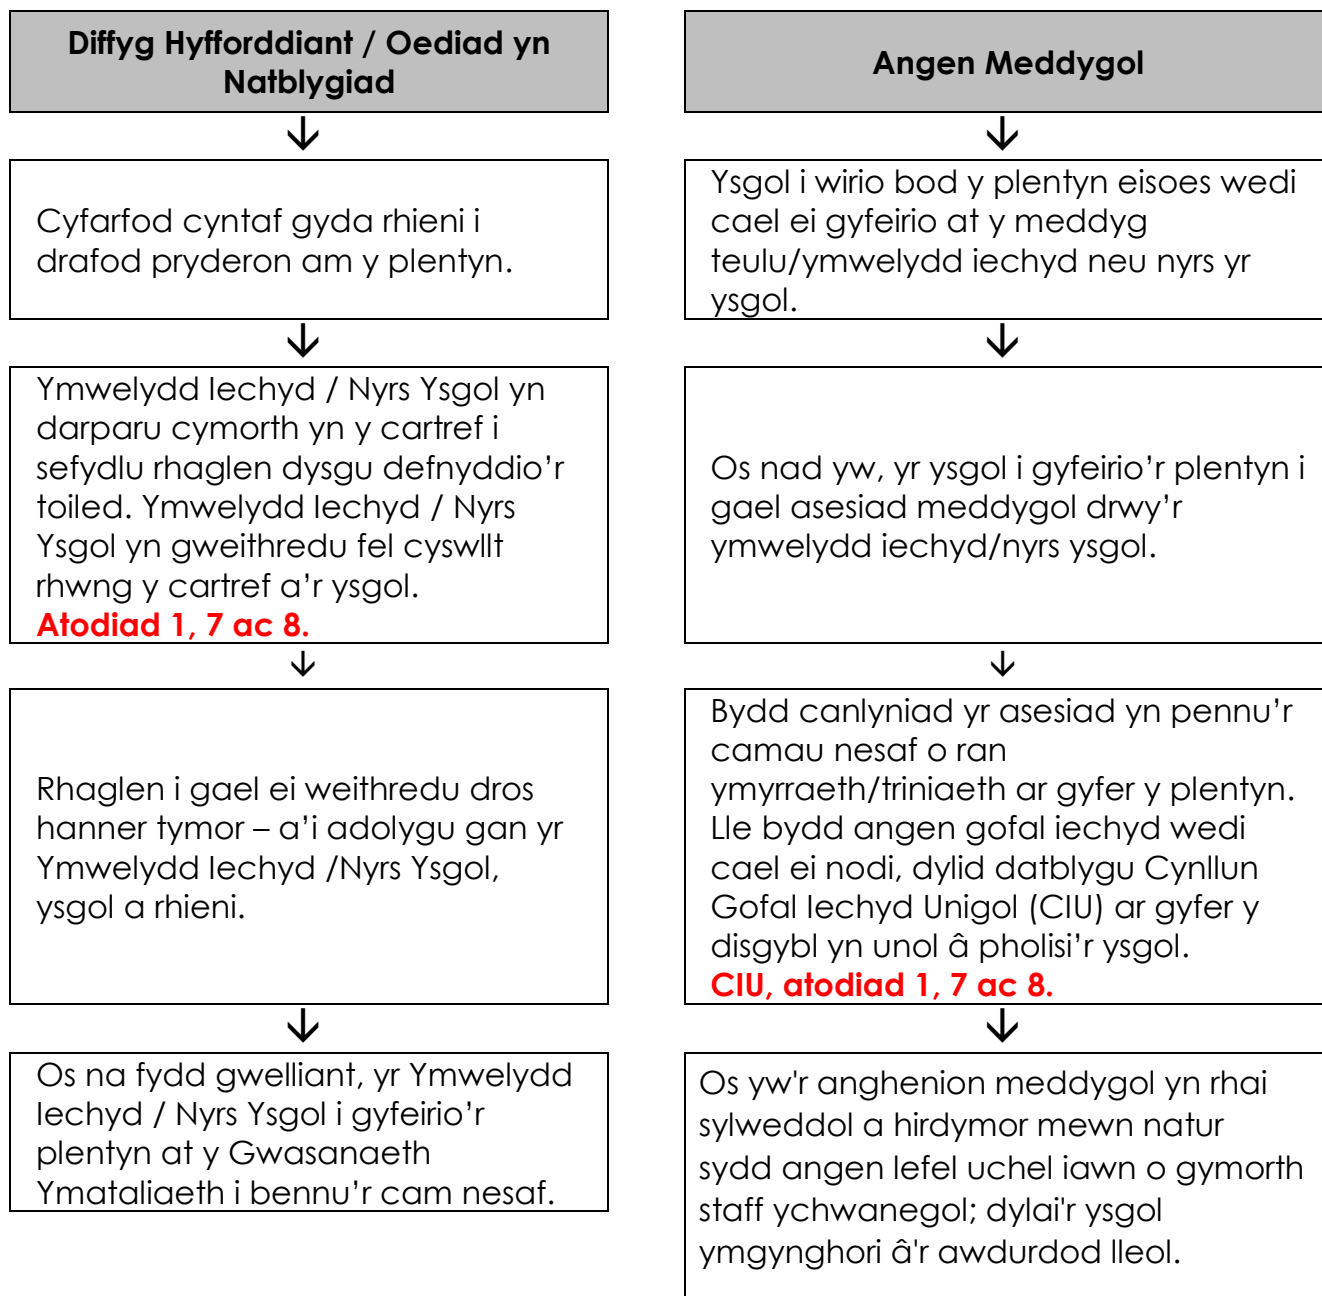 Diffyg Hyfforddiant / Oediad yn
Natblygiad
Cyfarfod cyntaf gyda rhieni i
drafod pryderon am y plentyn.
Ymwelydd Iechyd / Nyrs Ysgol yn
darparu cymorth yn y cartref i
sefydlu rhaglen dysgu defnyddio’r
toiled. Ymwelydd Iechyd / Nyrs
Ysgol yn gweithredu fel cyswllt
rhwng y cartref a’r ysgol.
Atodiad 1, 7 ac 8.
Rhaglen i gael ei weithredu dros
hanner tymor – a’i adolygu gan yr
Ymwelydd Iechyd /Nyrs Ysgol,
ysgol a rhieni.
Os na fydd gwelliant, yr Ymwelydd
Iechyd / Nyrs Ysgol i gyfeirio’r
plentyn at y Gwasanaeth
Ymataliaeth i bennu’r cam nesaf.
Angen Meddygol
Ysgol i wirio bod y plentyn eisoes wedi
cael ei gyfeirio at y meddyg
teulu/ymwelydd iechyd neu nyrs yr
ysgol.
Os nad yw, yr ysgol i gyfeirio’r plentyn i
gael asesiad meddygol drwy’r
ymwelydd iechyd/nyrs ysgol.
Bydd canlyniad yr asesiad yn pennu’r
camau nesaf o ran
ymyrraeth/triniaeth ar gyfer y plentyn.
Lle bydd angen gofal iechyd wedi
cael ei nodi, dylid datblygu Cynllun
Gofal Iechyd Unigol (CIU) ar gyfer y
disgybl yn unol â pholisi’r ysgol.
CIU, atodiad 1, 7 ac 8.
Os yw'r anghenion meddygol yn rhai
sylweddol a hirdymor mewn natur
sydd angen lefel uchel iawn o gymorth
staff ychwanegol; dylai'r ysgol
ymgynghori â'r awdurdod lleol.